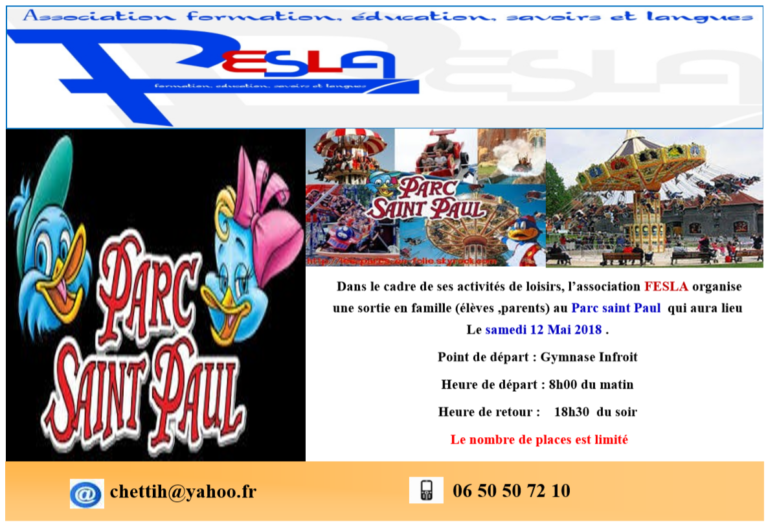 Association formation, éducation, savoirs et langues
FESLA
formation, education, savoirs et langues
PARC
SAINT PAUL
PARC
SAINT PAUL
Dans le cadre de ses activités de loisirs, l’association FESLA organise
une sortie en famille (élèves ,parents) au Parc saint Paul qui aura lieu
Le samedi 12 Mai 2018 .
Point de départ : Gymnase Infroit
Heure de départ : 8h00 du matin
Heure de retour : 18h30 du soir
Le nombre de places est limité
@ chettih@yahoo.fr
06 50 50 72 10